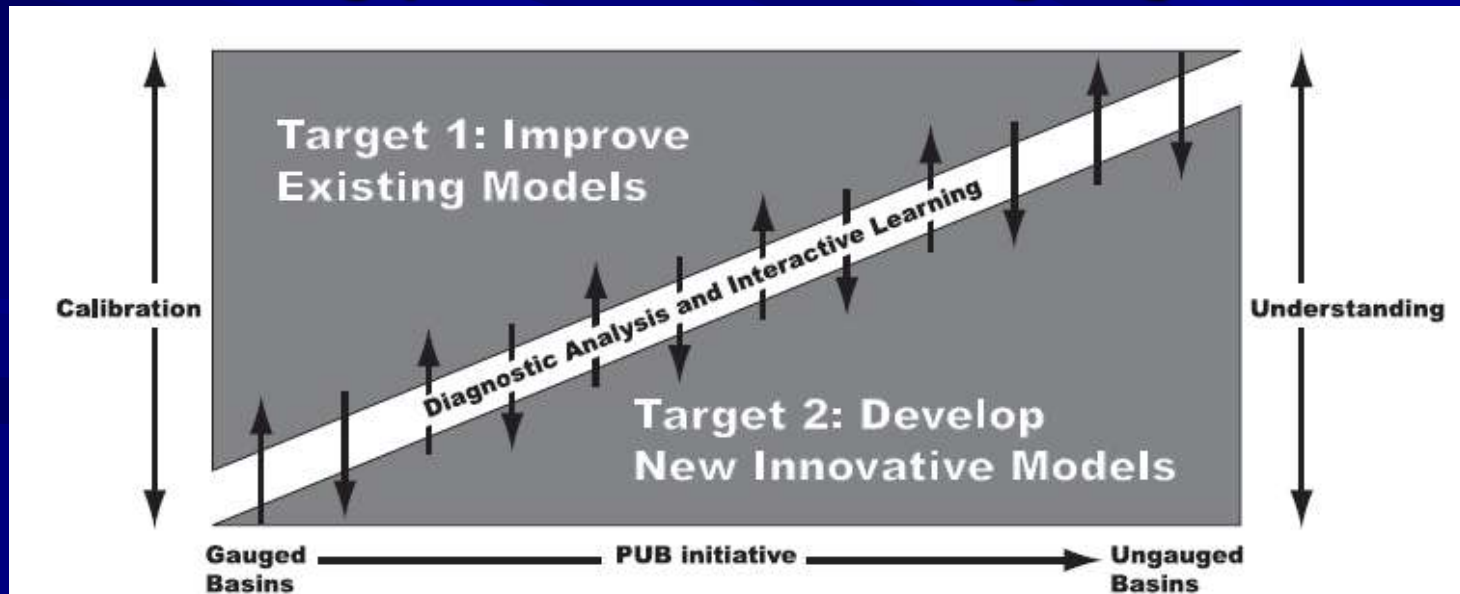 Target 1: Improve
Existing Models
Diagnostic Analysis and Interactive Learning
Calibration
Understanding
Target 2: Develop
New Innovative Models
Gauged
Basins
PUB initiative
Ungauged
Basins